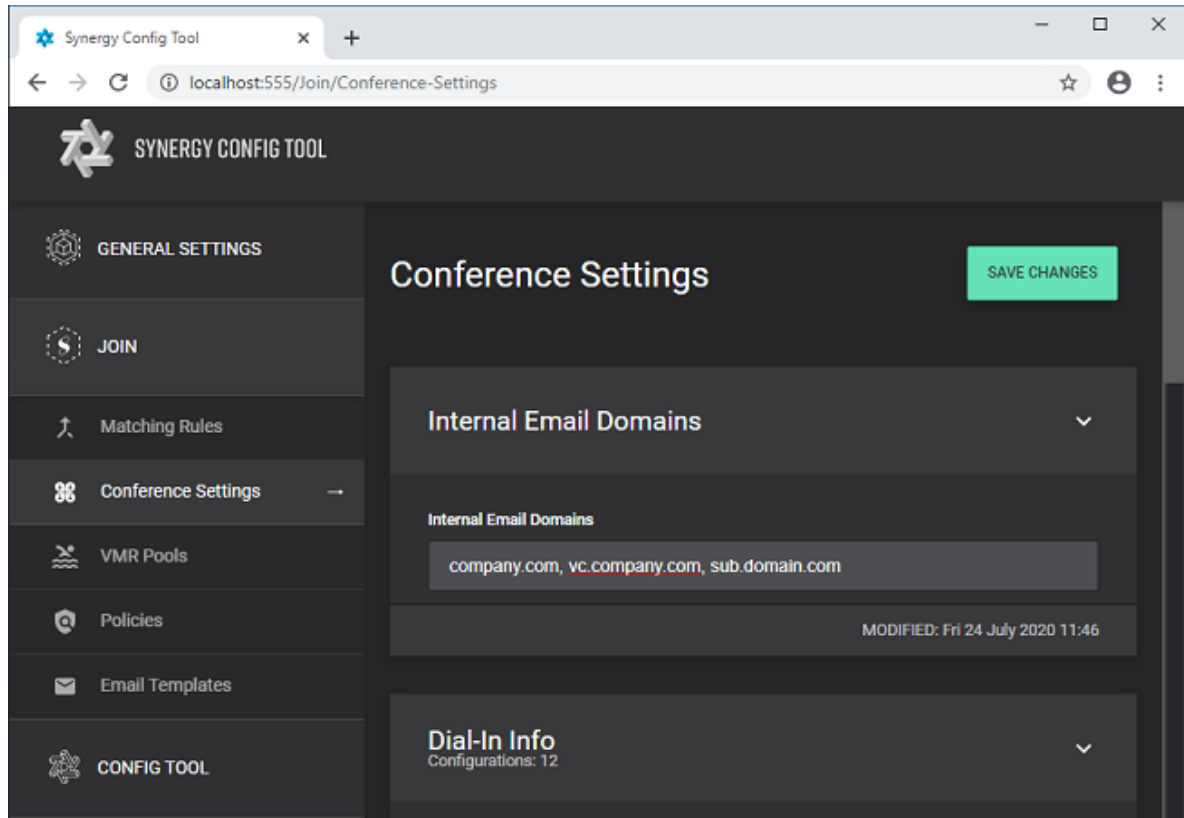 Synergy Config Tool
localhost:555/Join/Conference-Settings
SYNERGY CONFIG TOOL
GENERAL SETTINGS
JOIN
Matching Rules
Conference Settings →
VMR Pools
Policies
Email Templates
CONFIG TOOL
Conference Settings
SAVE CHANGES
Internal Email Domains
Internal Email Domains
company.com, vc.company.com, sub.domain.com
MODIFIED: Fri 24 July 2020 11:46
Dial-In Info
Configurations: 12